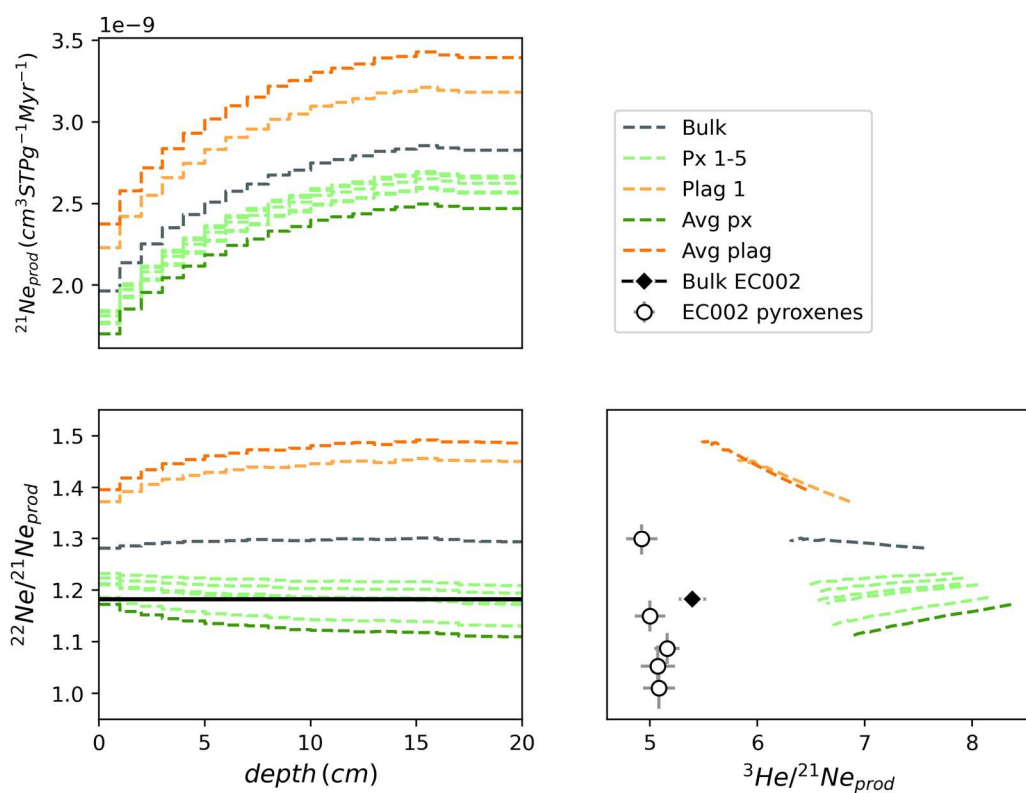 1e−9
3.5
3.0
2.5
2.0
²¹Ne_prod (cm³STPg⁻¹Myr⁻¹)
Bulk
Px 1-5
Plag 1
Avg px
Avg plag
Bulk EC002
EC002 pyroxenes
1.5
1.4
1.3
1.2
1.1
1.0
²²Ne/²¹Ne_prod
0 5 10 15 20
depth (cm)
5 6 7 8
³He/²¹Ne_prod